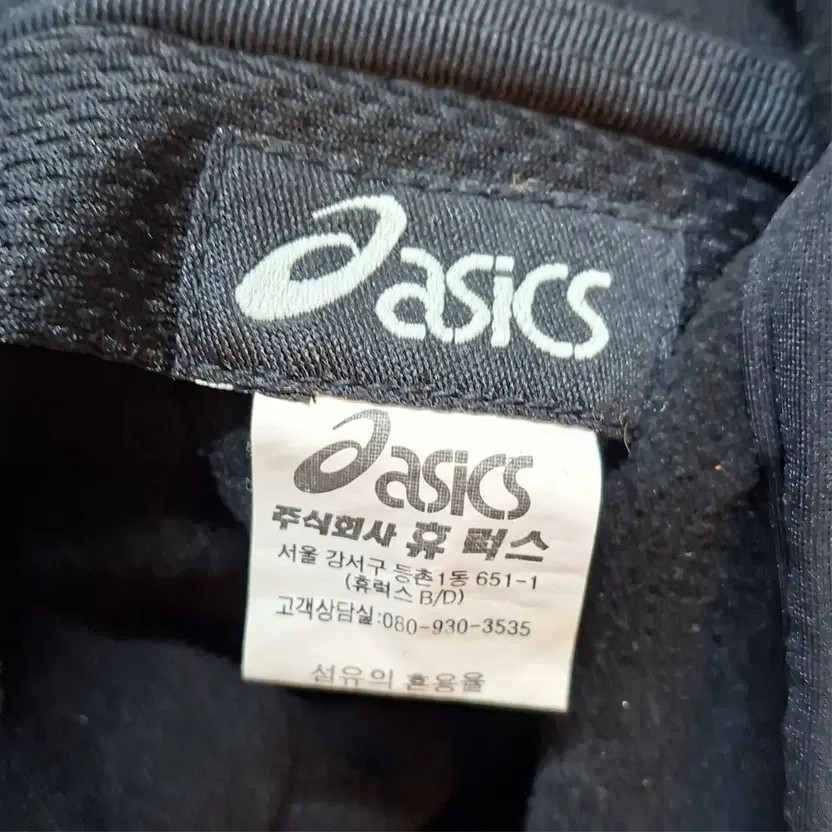 asics
asics
주식회사 휴 럭스
서울 강서구 등촌1동 651-1
(휴럭스 B/D)
고객상담실:080-930-3535
섬유의 혼용율